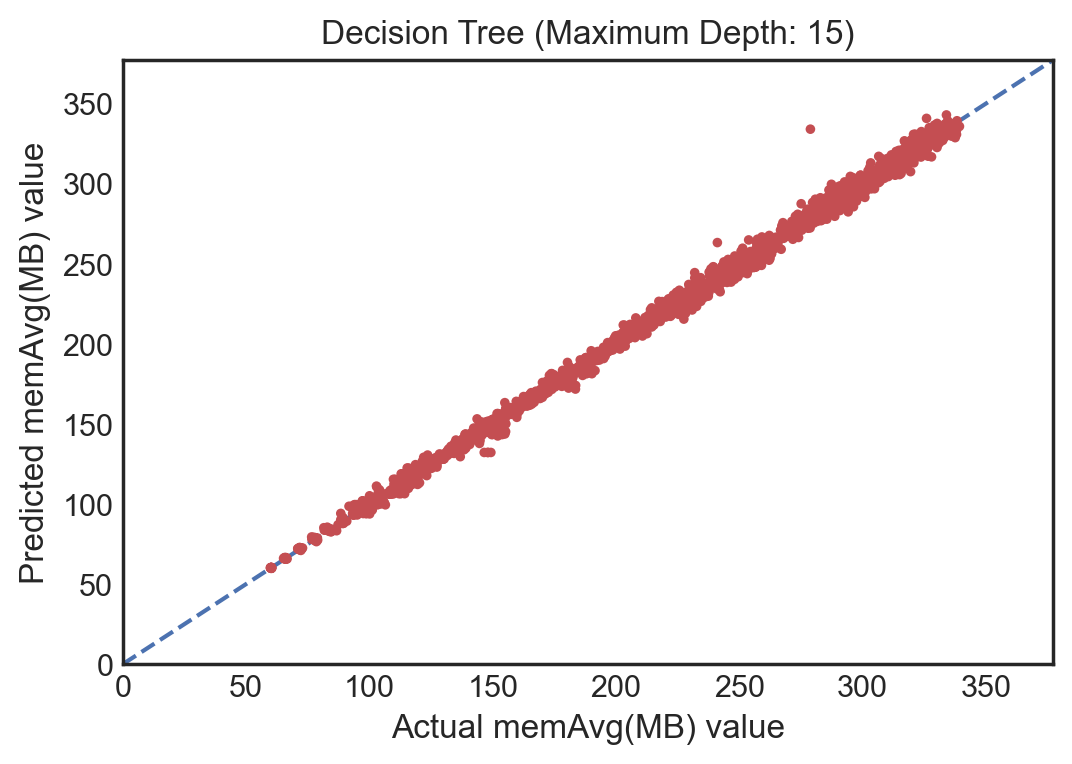 Decision Tree (Maximum Depth: 15)
Predicted memAvg(MB) value
350
300
250
200
150
100
50
0
0 50 100 150 200 250 300 350
Actual memAvg(MB) value